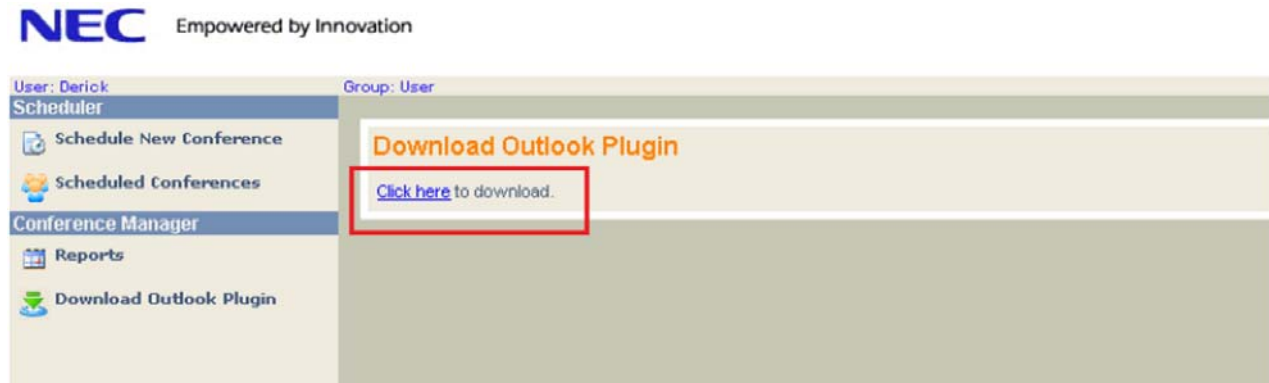 NEC Empowered by Innovation
User: Derick Group: User
Scheduler
Schedule New Conference
Scheduled Conferences
Conference Manager
Reports
Download Outlook Plugin
Download Outlook Plugin
Click here to download.